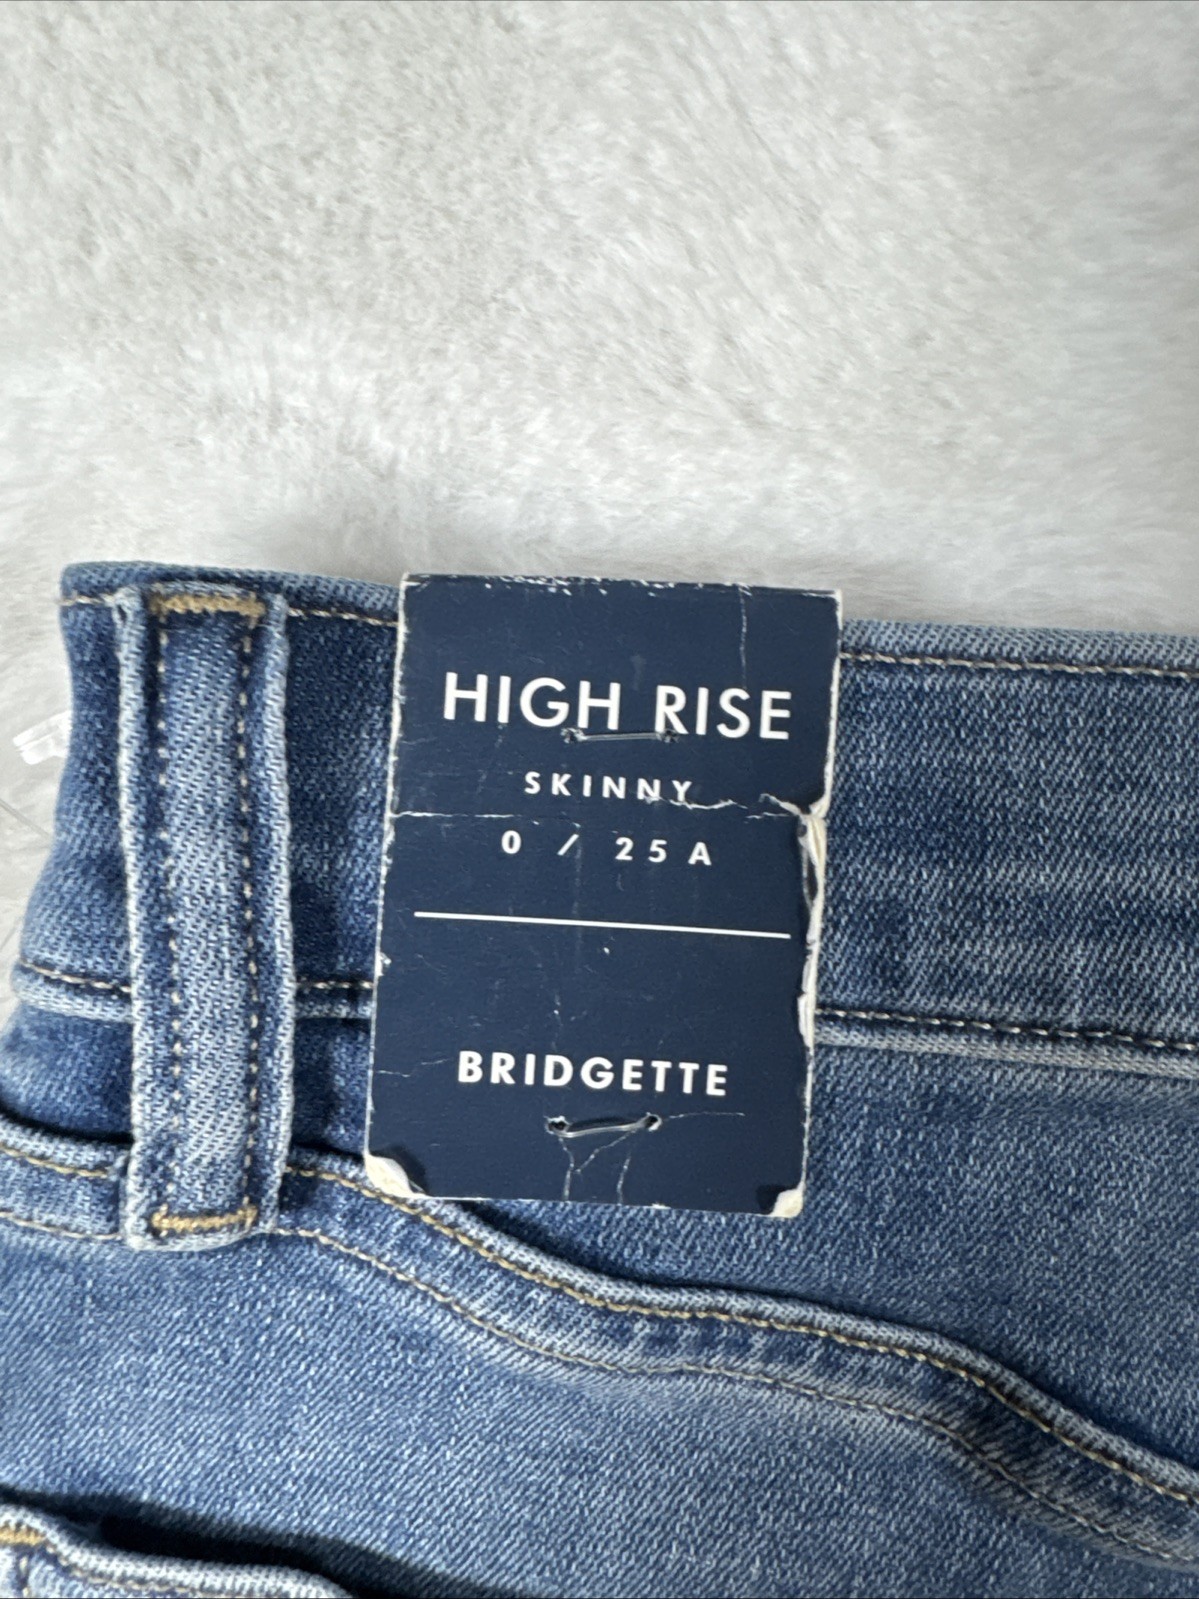 HIGH RISE
SKINNY
0 / 25 A
BRIDGETTE